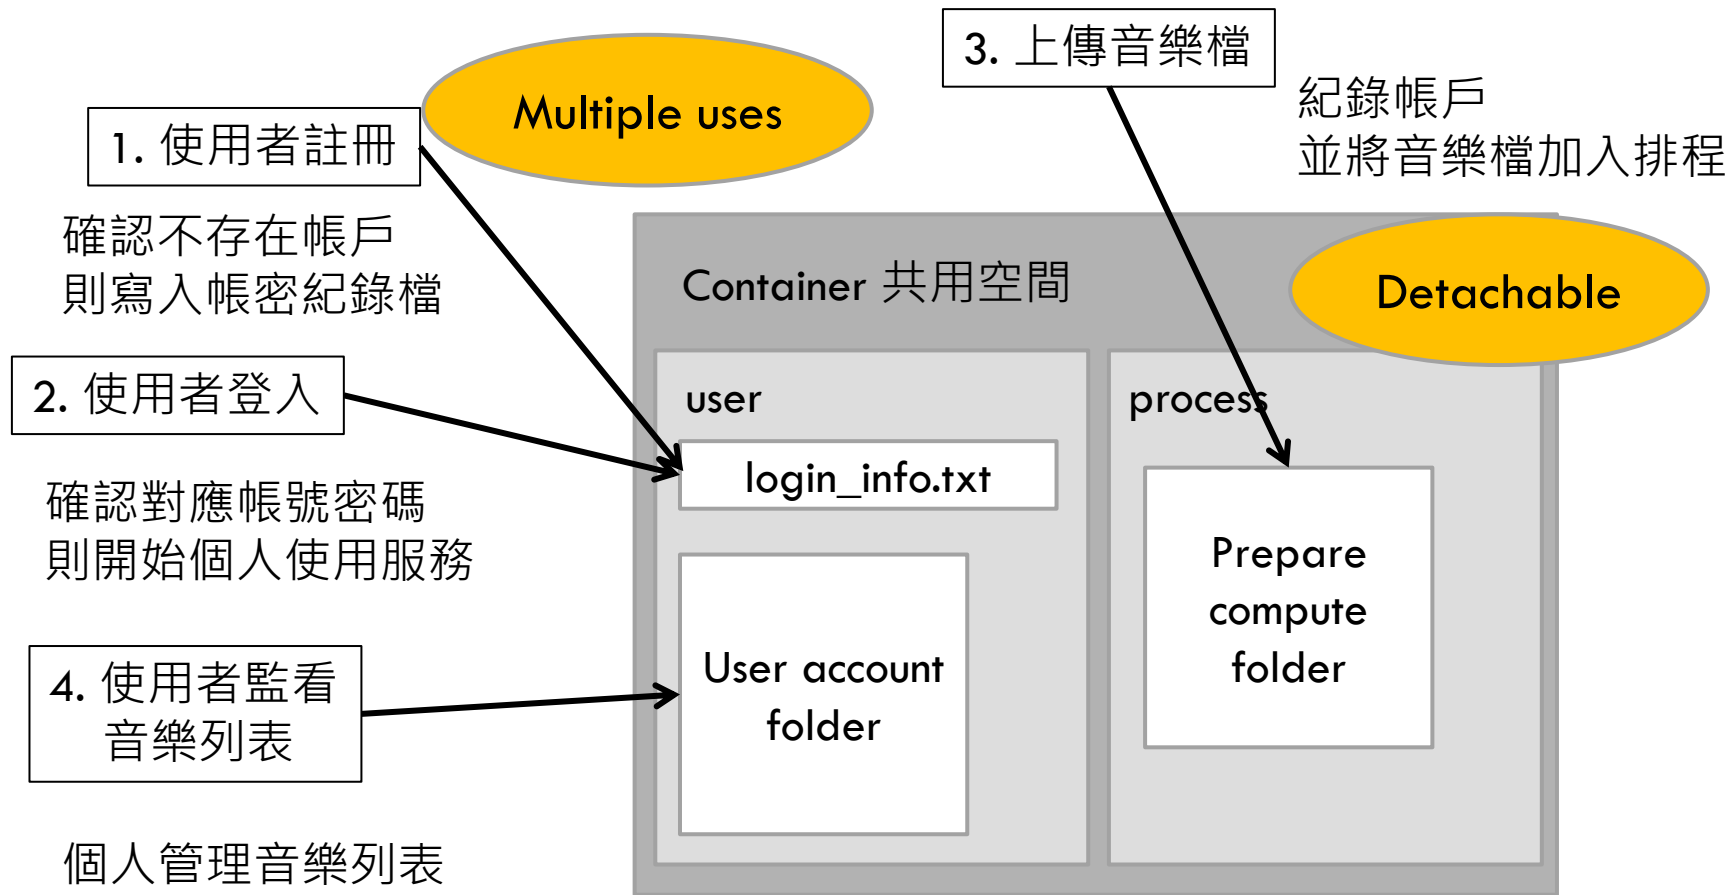 3. 上傳音樂檔
Multiple uses
紀錄帳戶
並將音樂檔加入排程
1. 使用者註冊
確認不存在帳戶
則寫入帳密紀錄檔
Container 共用空間
Detachable
2. 使用者登入
user
process
login_info.txt
確認對應帳號密碼
則開始個人使用服務
Prepare
compute
folder
4. 使用者監看
音樂列表
User account
folder
個人管理音樂列表